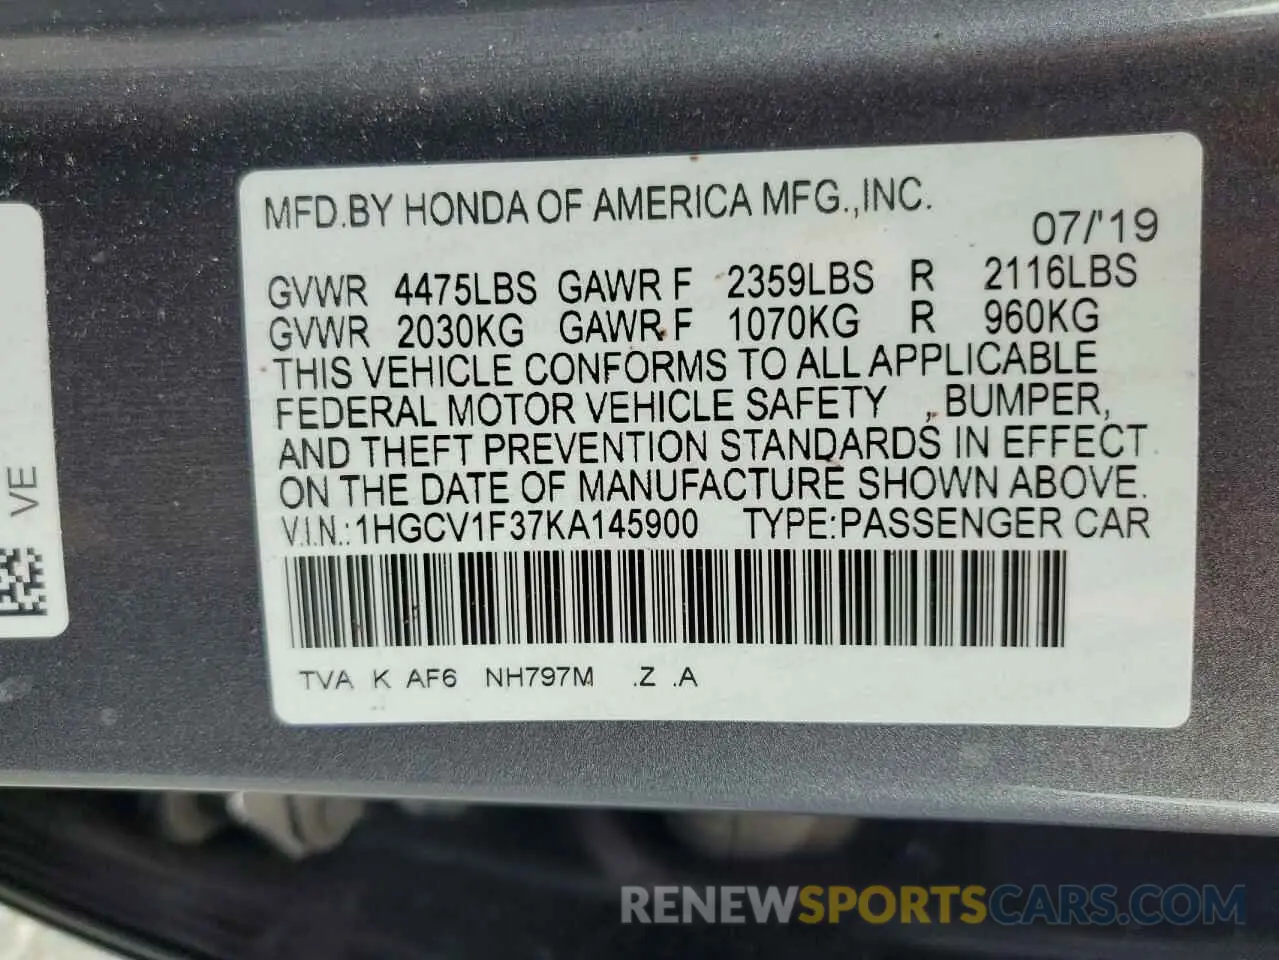 MFD.BY HONDA OF AMERICA MFG.,INC.
07/'19
GVWR 4475LBS GAWR F 2359LBS R 2116LBS
GVWR 2030KG GAWR F 1070KG R 960KG
THIS VEHICLE CONFORMS TO ALL APPLICABLE
FEDERAL MOTOR VEHICLE SAFETY , BUMPER,
AND THEFT PREVENTION STANDARDS IN EFFECT
ON THE DATE OF MANUFACTURE SHOWN ABOVE.
V.I.N.:1HGCV1F37KA145900 TYPE:PASSENGER CAR
TVA K AF6 NH797M .Z .A
VE
RENEWSPORTSCARS.COM